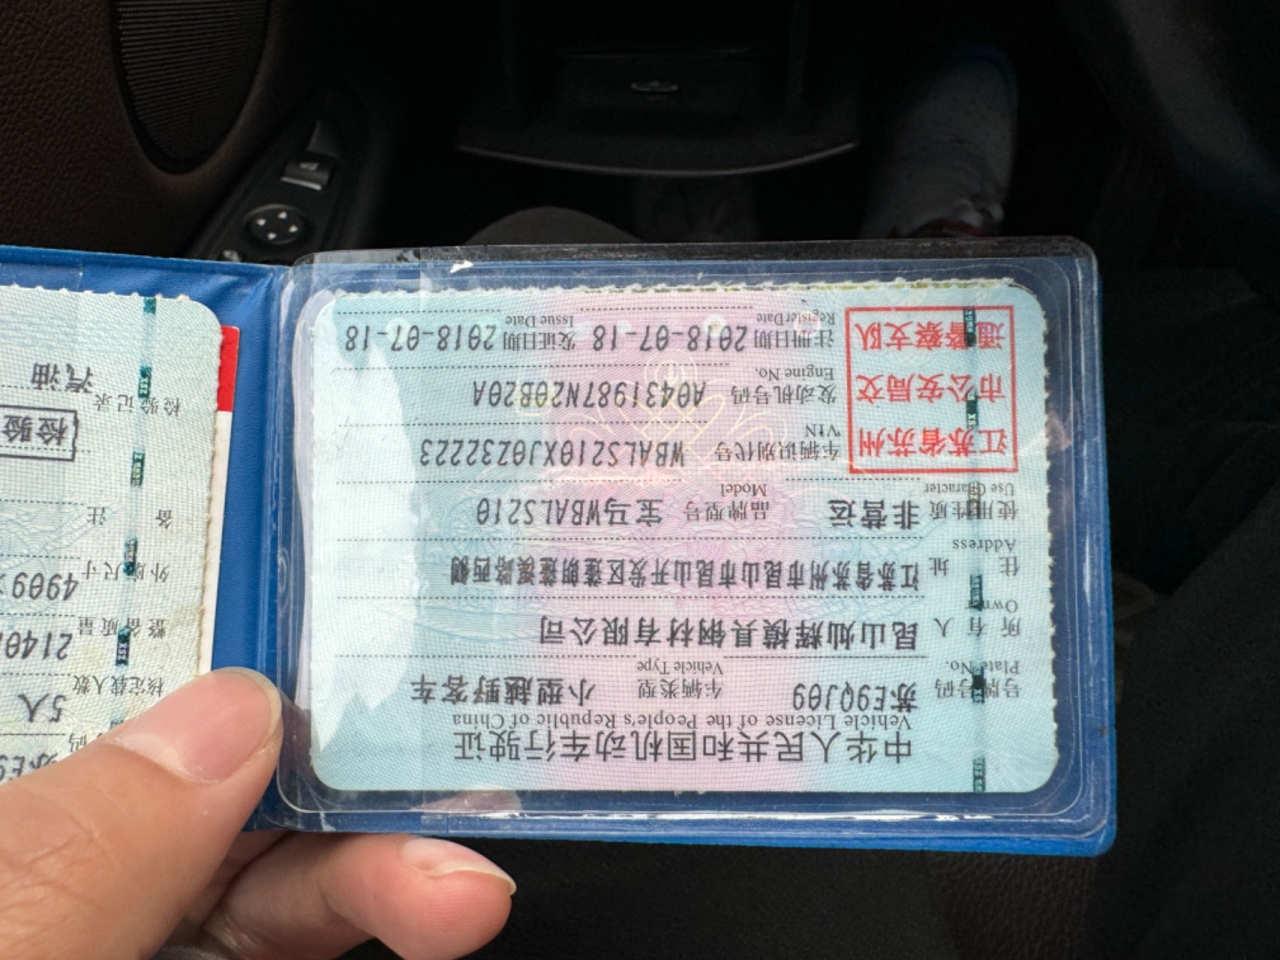 中华人民共和国机动车行驶证
Vehicle License of the People's Republic of China
号牌号码 苏E9QJ09 车辆类型 小型越野客车
Plate No. Vehicle Type
所有人 昆山灿辉模具钢材有限公司
Owner
住址 江苏省苏州市昆山市昆山开发区蓬朗蓬溪路西侧
Address
使用性质 非营运 品牌型号 宝马WBALS210
Use Character Model
江苏省苏州
市公安局交
通警察支队
车辆识别代号 WBALS210XJ0Z32223
VIN
发动机号码 A0431987N20B20A
Engine No.
注册日期 2018-07-18 发证日期 2018-07-18
Register Date Issue Date
苏E9
核定载人数 5人
整备质量 2140
外廓尺寸 4909
备注
检验
检验记录
汽油